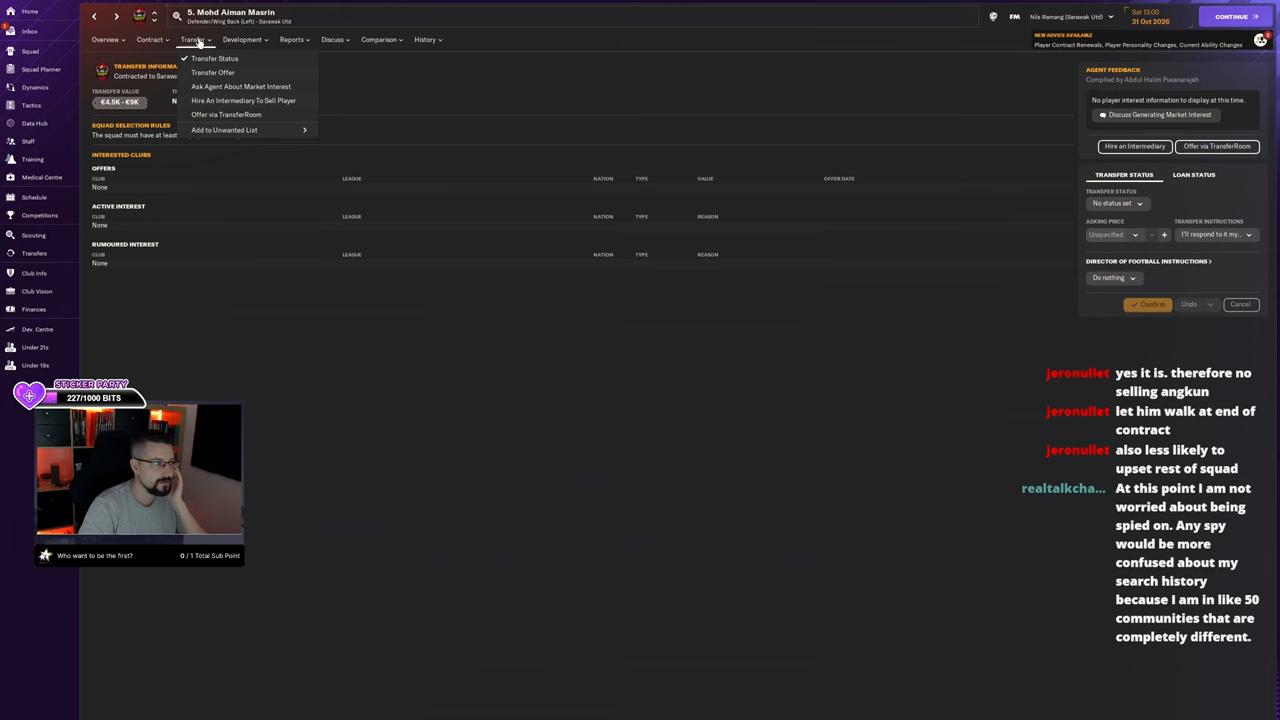 5. Mohd Aiman Masrin
Defender/Wing Back (Left) - Sarawak Utd
Nils Ramang (Sarawak Utd)
Sat 13:00
31 Oct 2026
CONTINUE
Home
Inbox
Squad
Squad Planner
Dynamics
Tactics
Data Hub
Staff
Training
Medical Centre
Schedule
Competitions
Scouting
Transfers
Club Info
Club Vision
Finances
Dev. Centre
Under 21s
Under 19s
Overview
Contract
Transfer
Development
Reports
Discuss
Comparison
History
NEW ADVICE AVAILABLE
Player Contract Renewals, Player Personality Changes, Current Ability Changes
Transfer Status
Transfer Offer
Ask Agent About Market Interest
Hire An Intermediary To Sell Player
Offer via TransferRoom
Add to Unwanted List
TRANSFER INFORMA
Contracted to Sarawa
TRANSFER VALUE
€4.5K - €9K
SQUAD SELECTION RULES
The squad must have at least
INTERESTED CLUBS
OFFERS
CLUB LEAGUE NATION TYPE VALUE OFFER DATE
None
ACTIVE INTEREST
CLUB LEAGUE NATION TYPE REASON
None
RUMOURED INTEREST
CLUB LEAGUE NATION TYPE REASON
None
AGENT FEEDBACK
Compiled by Abdul Halim Puvanarajah
No player interest information to display at this time.
Discuss Generating Market Interest
Hire an Intermediary
Offer via TransferRoom
TRANSFER STATUS
LOAN STATUS
TRANSFER STATUS
No status set
ASKING PRICE
TRANSFER INSTRUCTIONS
Unspecified
I'll respond to it my...
DIRECTOR OF FOOTBALL INSTRUCTIONS >
Do nothing
Confirm
Undo
Cancel
STICKER PARTY
227/1000 BITS
Who want to be the first?
0 / 1 Total Sub Point
jeronullet yes it is. therefore no
selling angkun
jeronullet let him walk at end of
contract
jeronullet also less likely to
upset rest of squad
realtalkcha... At this point I am not
worried about being
spied on. Any spy
would be more
confused about my
search history
because I am in like 50
communities that are
completely different.